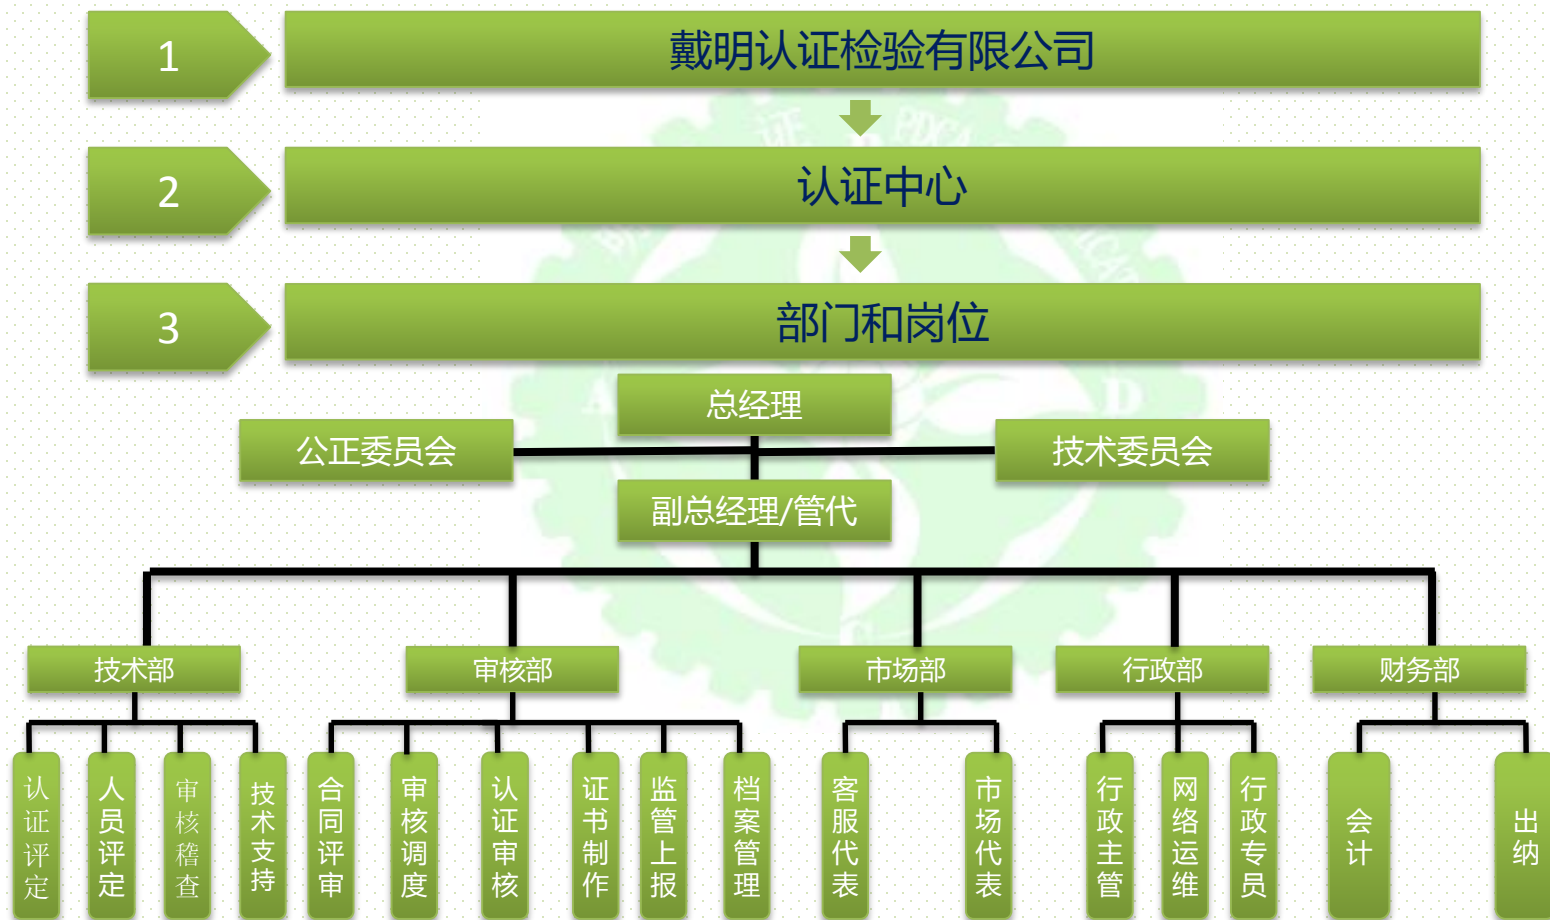 1
戴明认证检验有限公司
证 PDCA
2
认证中心
3
部门和岗位
总经理
公正委员会
技术委员会
A
D
副总经理/管代
C
技术部
审核部
市场部
行政部
财务部
认证评定
人员评定
审核稽查
技术支持
合同评审
审核调度
认证审核
证书制作
监管上报
档案管理
客服代表
市场代表
行政主管
网络运维
行政专员
会计
出纳